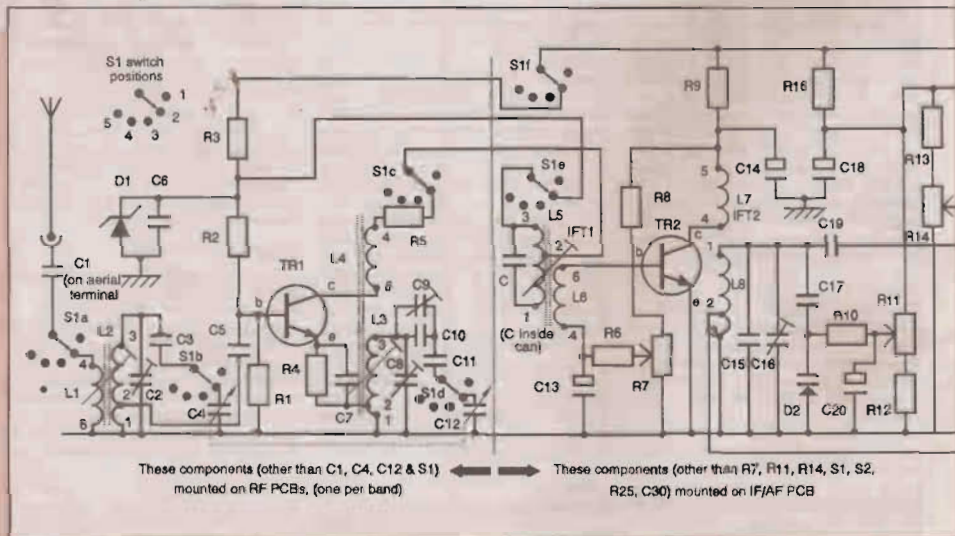 S1 switch
positions
1
2
3
4
5
S1f
R9
R16
R3
R13
S1c
S1e
5
C14
C18
D1
C6
3
L5
R8
L7
IFT2
R14
R2
4
R5
2
IFT1
TR2
4
c
C19
TR1
L4
b
1
C1
(on aerial
terminal
c
6
C
6
L6
L8
C9
b
e
2
C17
S1a
1
4
R11
L2
3
C3
C5
e
L3
C10
(C inside
can)
R6
R10
4
S1b
R4
3
C8
C11
C13
R7
C15
C16
L1
C2
C4
R1
2
S1d
D2
C20
R12
2
C7
C12
6
1
1
These components (other than C1, C4, C12 & S1)
mounted on RF PCBs, (one per band)
These components (other than R7, R11, R14, S1, S2,
R25, C30) mounted on IF/AF PCB